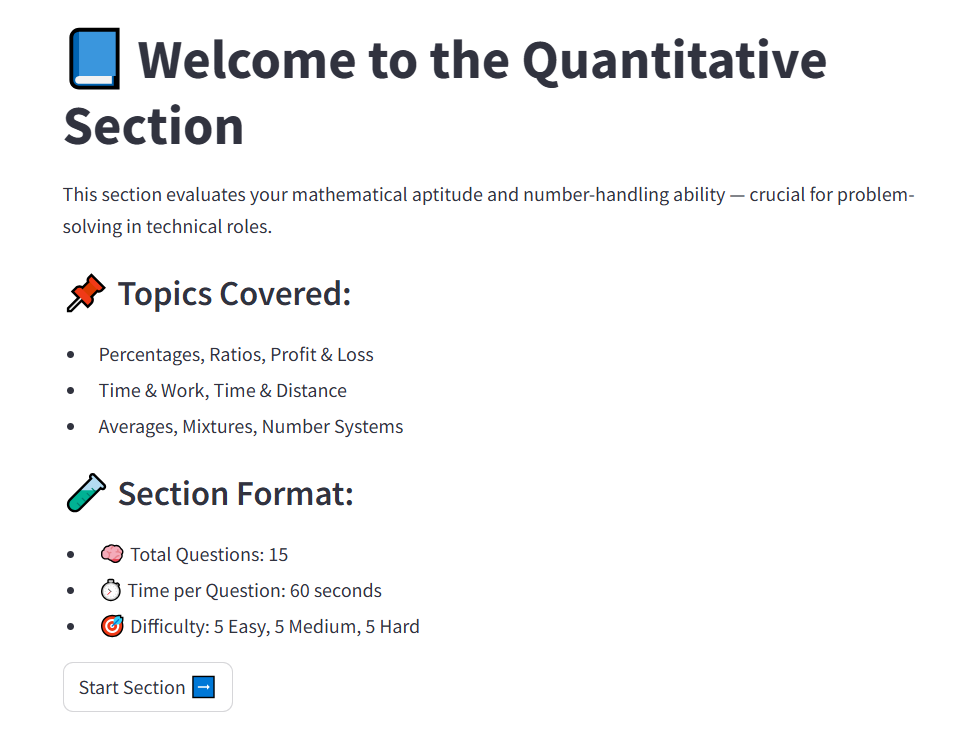 Welcome to the Quantitative
Section
This section evaluates your mathematical aptitude and number-handling ability — crucial for problem-
solving in technical roles.
Topics Covered:
Percentages, Ratios, Profit & Loss
Time & Work, Time & Distance
Averages, Mixtures, Number Systems
Section Format:
Total Questions: 15
Time per Question: 60 seconds
Difficulty: 5 Easy, 5 Medium, 5 Hard
Start Section